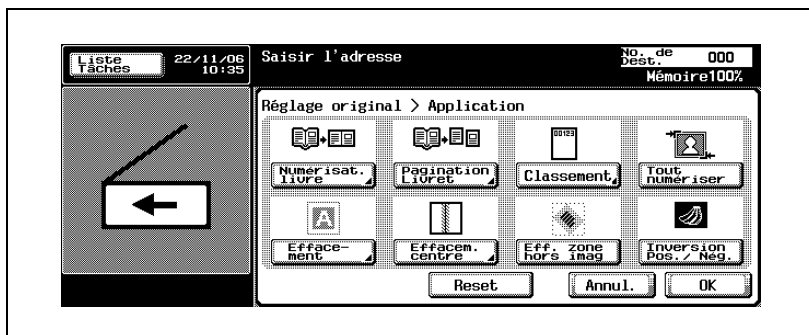 Liste
Tâches
22/11/06
10:35
Saisir l'adresse
No. de
Dest.
000
Mémoire100%
Réglage original > Application
Numérisat.
livre
Pagination
Livret
00123
Classement
Tout
numériser
A
Efface-
ment
Effacem.
centre
Eff. zone
hors imag
Inversion
Pos./ Nég.
Reset
Annul.
OK